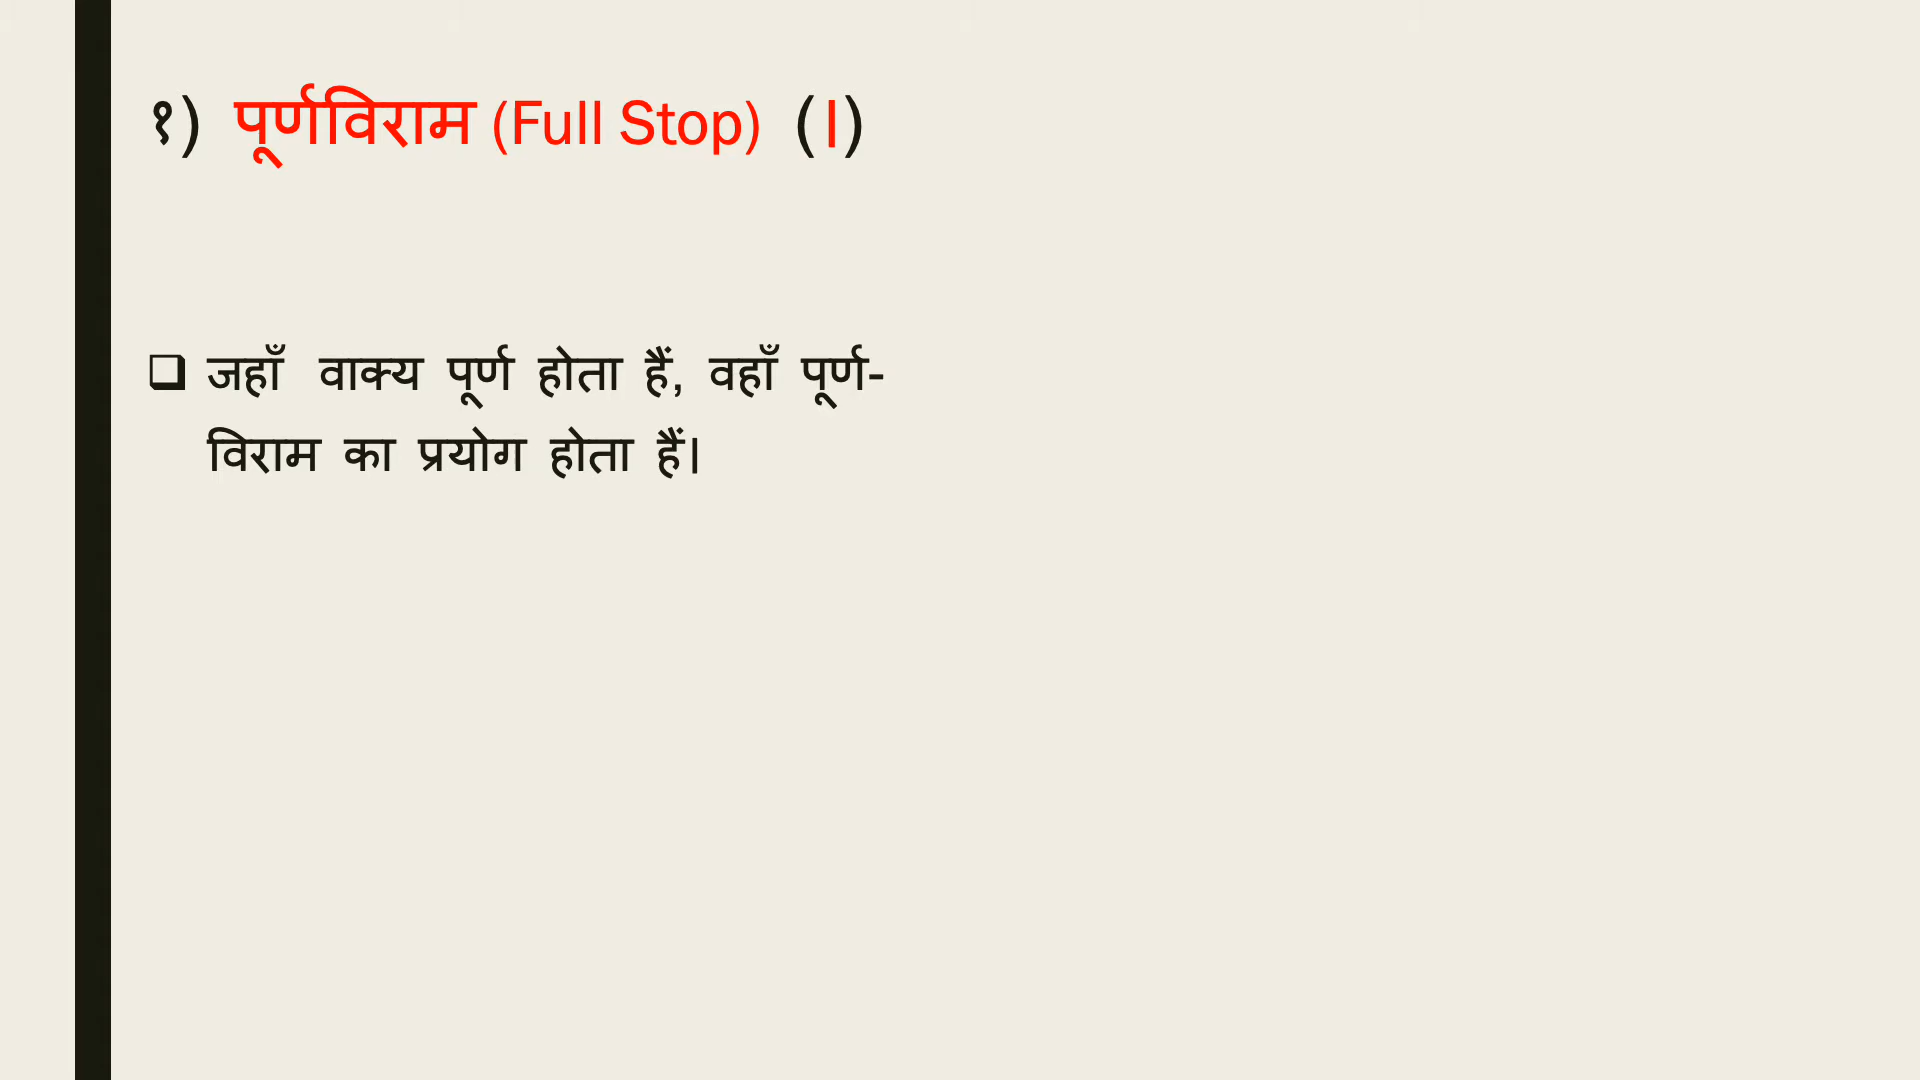 १) पूर्णविराम (Full Stop) (।)
❑ जहाँ वाक्य पूर्ण होता हैं, वहाँ पूर्ण-
विराम का प्रयोग होता हैं।